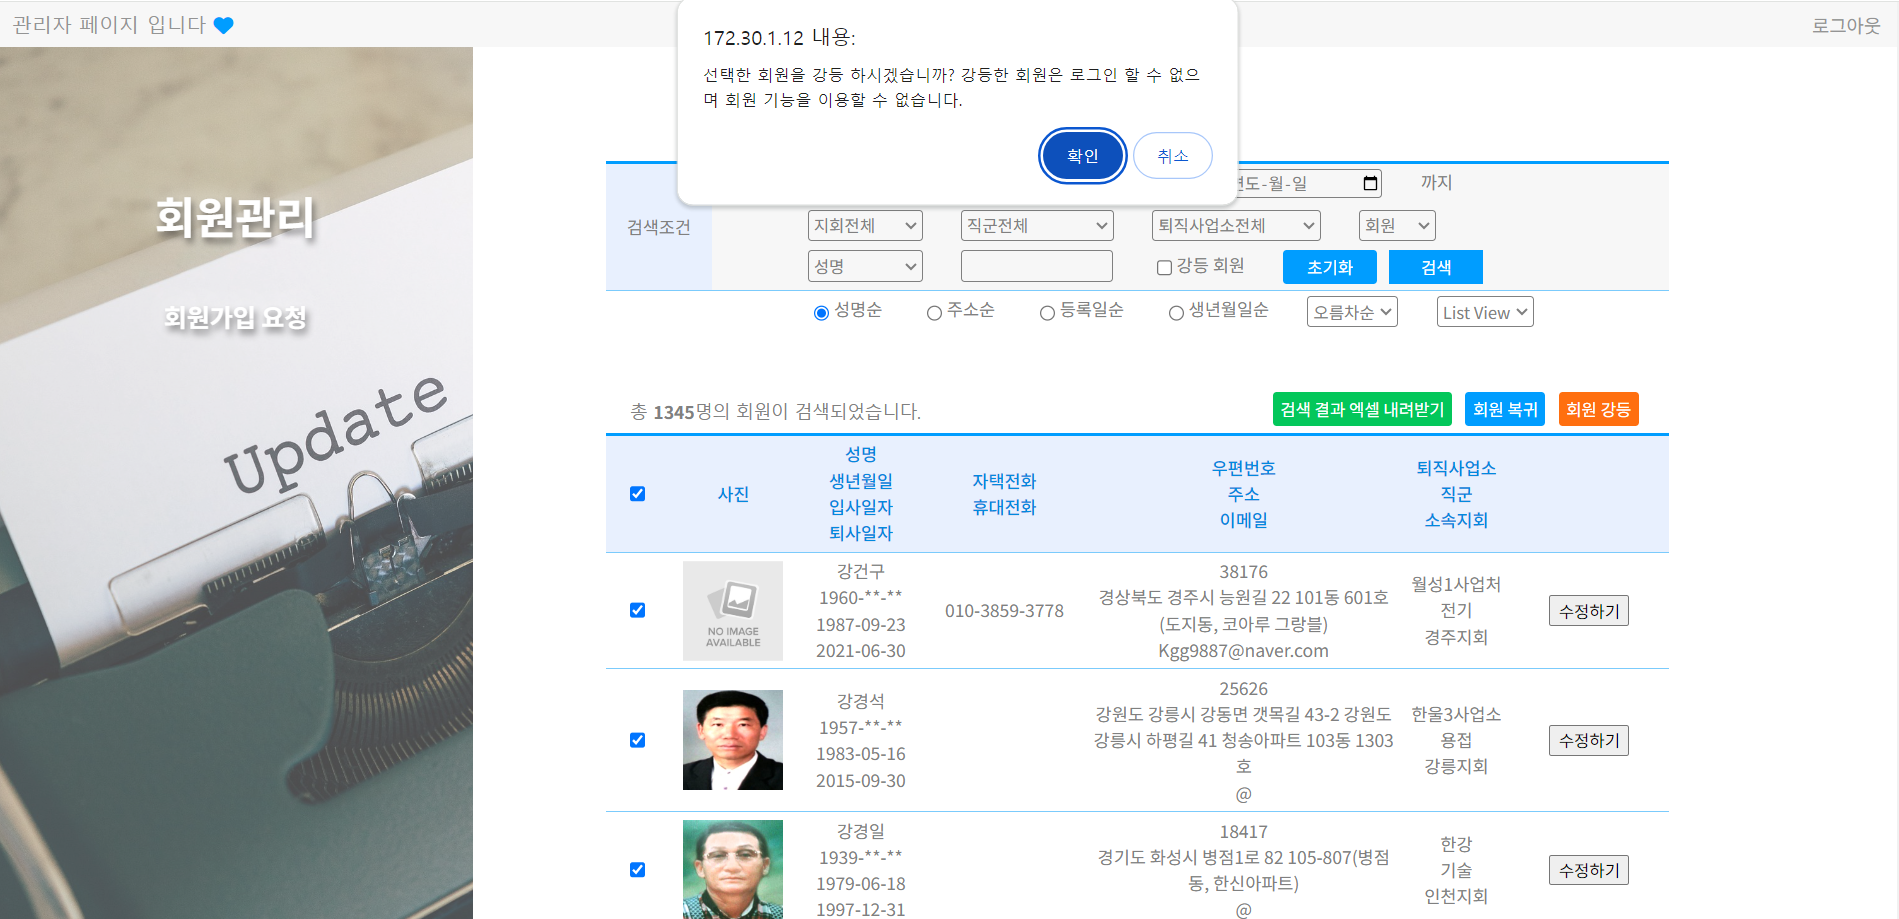 관리자 페이지 입니다
로그아웃
172.30.1.12 내용:
선택한 회원을 강등 하시겠습니까? 강등한 회원은 로그인 할 수 없으
며 회원 기능을 이용할 수 없습니다.
확인 취소
회원관리
회원가입 요청
Update
검색조건
도-월-일 까지
지회전체 직군전체 퇴직사업소전체 회원
성명 강등 회원 초기화 검색
성명순 주소순 등록일순 생년월일순 오름차순 List View
총 1345명의 회원이 검색되었습니다.
검색 결과 엑셀 내려받기 회원 복귀 회원 강등
사진
성명
생년월일
입사일자
퇴사일자
자택전화
휴대전화
우편번호
주소
이메일
퇴직사업소
직군
소속지회
NO IMAGE
AVAILABLE
강건구
1960-**-**
1987-09-23
2021-06-30
010-3859-3778
38176
경상북도 경주시 능원길 22 101동 601호
(도지동, 코아루 그랑블)
Kgg9887@naver.com
월성1사업처
전기
경주지회
수정하기
강경석
1957-**-**
1983-05-16
2015-09-30
25626
강원도 강릉시 강동면 갯목길 43-2 강원도
강릉시 하평길 41 청송아파트 103동 1303
호
@
한울3사업소
용접
강릉지회
수정하기
강경일
1939-**-**
1979-06-18
1997-12-31
18417
경기도 화성시 병점1로 82 105-807(병점
동, 한신아파트)
@
한강
기술
인천지회
수정하기